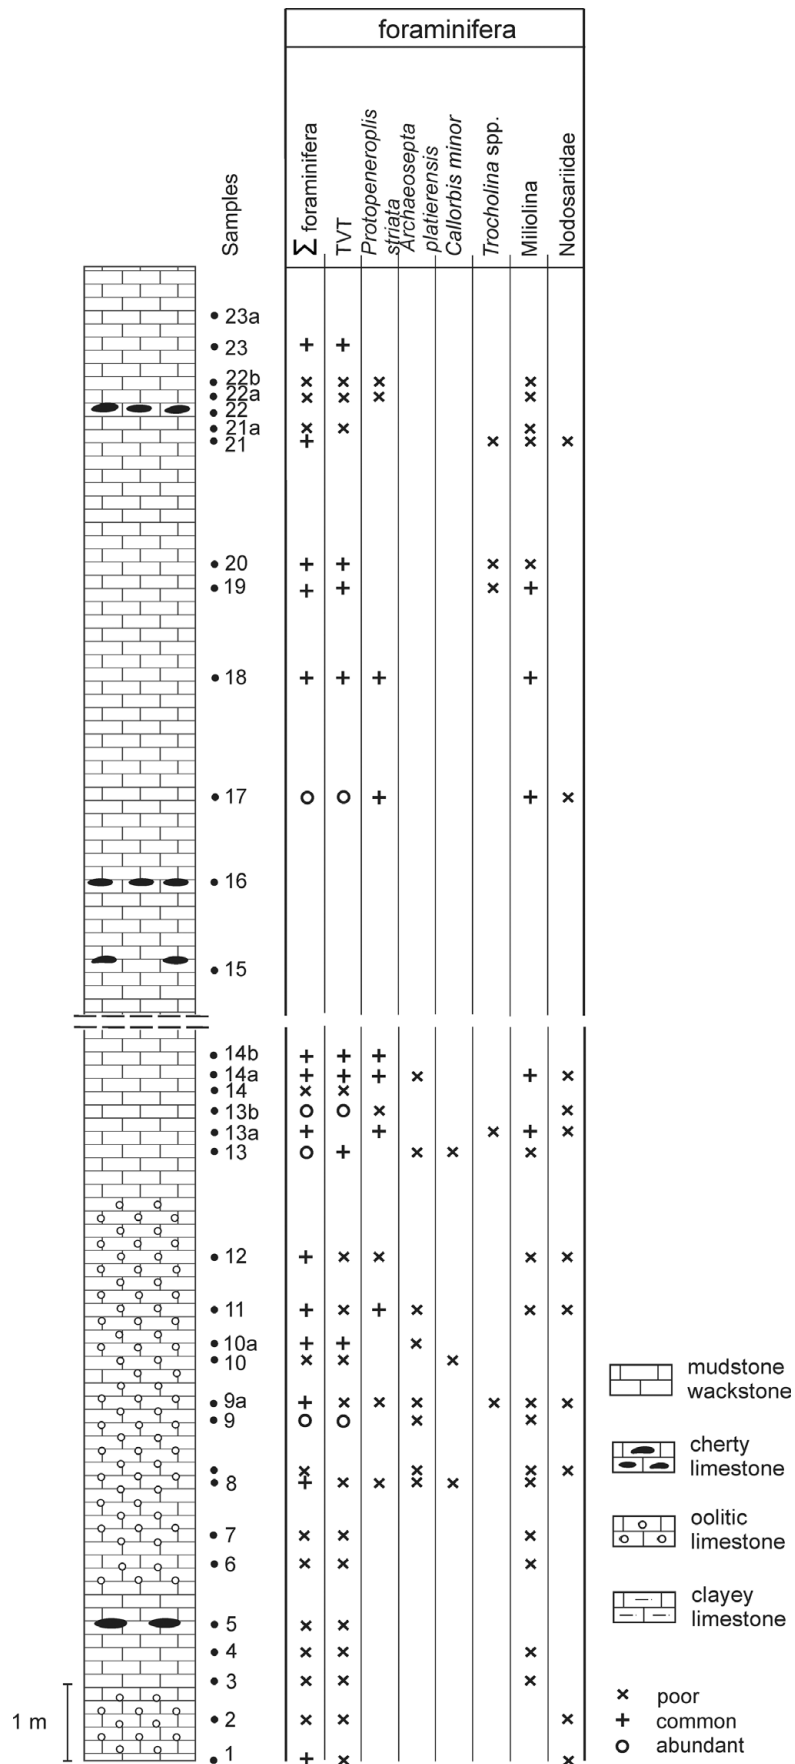 foraminifera
Samples
Σ foraminifera
TVT
Protopeneroplis
striata
Archaeosepta
platierensis
Callorbis minor
Trocholina spp.
Miliolina
Nodosariidae
23a
23 + +
22b × × × ×
22a × × × ×
22
21a × × ×
21 + × × ×
20 + + × ×
19 + + × +
18 + + + +
17 o o + + ×
16
15
14b + + +
14a + + + × + ×
14 × ×
13b o o × ×
13a + + × + ×
13 o + × × ×
12 + × × × ×
11 + × + × × ×
10a + + ×
10 × × ×
9a + × × × × × ×
9 o o × ×
× × × ×
8 + × × × × ×
7 × × ×
6 × × ×
5 × ×
4 × × ×
3 × × ×
2 × × ×
1 + × ×
1 m
mudstone
wackstone
cherty
limestone
oolitic
limestone
clayey
limestone
× poor
+ common
o abundant